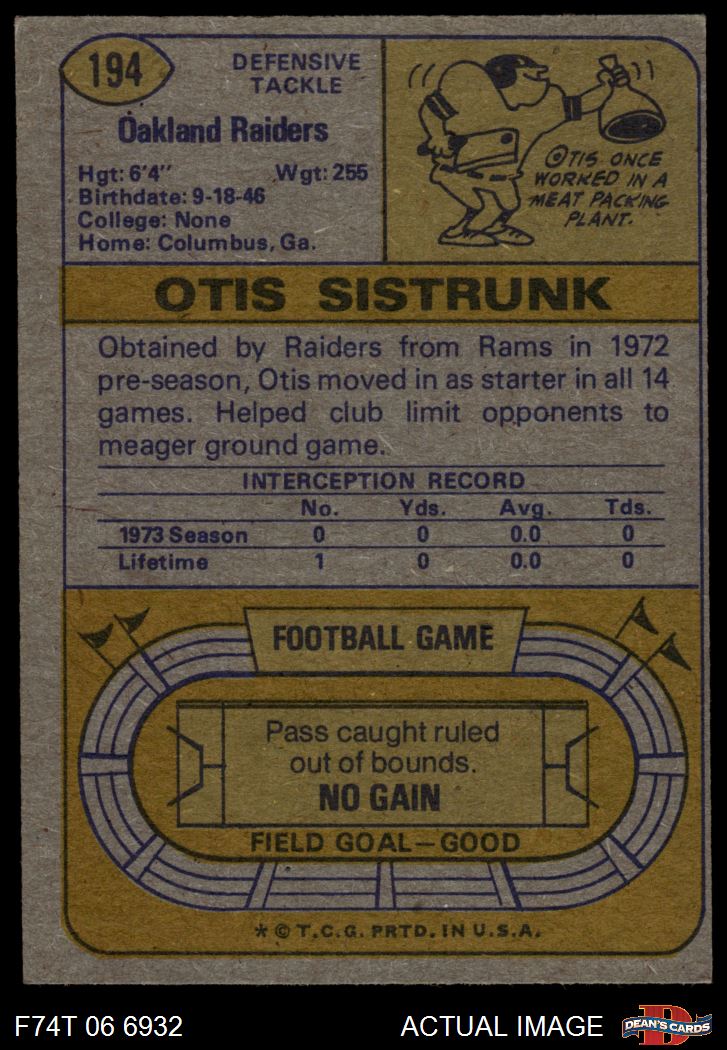 194
DEFENSIVE
TACKLE
Oakland Raiders
Hgt: 6'4" Wgt: 255
Birthdate: 9-18-46
College: None
Home: Columbus, Ga.
OTIS ONCE
WORKED IN A
MEAT PACKING
PLANT.
OTIS SISTRUNK
Obtained by Raiders from Rams in 1972
pre-season, Otis moved in as starter in all 14
games. Helped club limit opponents to
meager ground game.
INTERCEPTION RECORD
No. Yds. Avg. Tds.
1973 Season 0 0 0.0 0
Lifetime 1 0 0.0 0
FOOTBALL GAME
Pass caught ruled
out of bounds.
NO GAIN
FIELD GOAL—GOOD
* © T.C.G. PRTD. IN U.S.A.
F74T 06 6932 ACTUAL IMAGE
D
DEAN'S CARDS